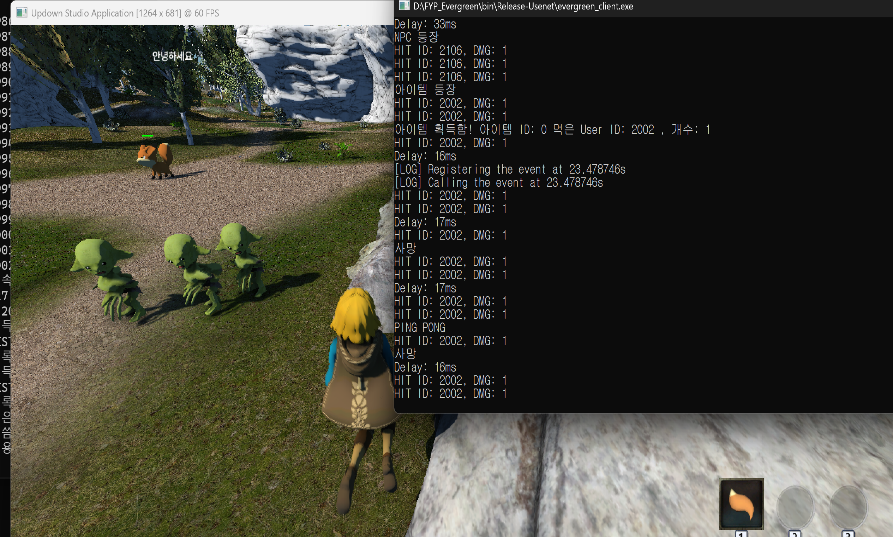 Updown Studio Application [1264 x 681] @ 60 FPS
안녕하세요
D:\FYP_Evergreen\bin\Release-Usenet\evergreen_client.exe
Delay: 33ms
NPC 등장
HIT ID: 2106, DMG: 1
HIT ID: 2106, DMG: 1
HIT ID: 2106, DMG: 1
아이템 등장
HIT ID: 2002, DMG: 1
HIT ID: 2002, DMG: 1
아이템 획득함! 아이템 ID: 0 먹은 User ID: 2002 , 개수: 1
HIT ID: 2002, DMG: 1
Delay: 16ms
[LOG] Registering the event at 23.478746s
[LOG] Calling the event at 23.478746s
HIT ID: 2002, DMG: 1
HIT ID: 2002, DMG: 1
Delay: 17ms
HIT ID: 2002, DMG: 1
사망
HIT ID: 2002, DMG: 1
HIT ID: 2002, DMG: 1
Delay: 17ms
HIT ID: 2002, DMG: 1
HIT ID: 2002, DMG: 1
PING PONG
HIT ID: 2002, DMG: 1
사망
Delay: 16ms
HIT ID: 2002, DMG: 1
HIT ID: 2002, DMG: 1
1
2
3